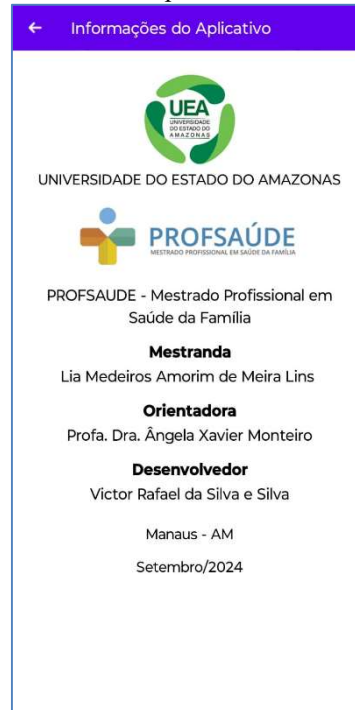 Informações do Aplicativo
UEA
UNIVERSIDADE
DO ESTADO DO
AMAZONAS
UNIVERSIDADE DO ESTADO DO AMAZONAS
PROFSAÚDE
MESTRADO PROFISSIONAL EM SAÚDE DA FAMÍLIA
PROFSAUDE - Mestrado Profissional em
Saúde da Família
Mestranda
Lia Medeiros Amorim de Meira Lins
Orientadora
Profa. Dra. Ângela Xavier Monteiro
Desenvolvedor
Victor Rafael da Silva e Silva
Manaus - AM
Setembro/2024